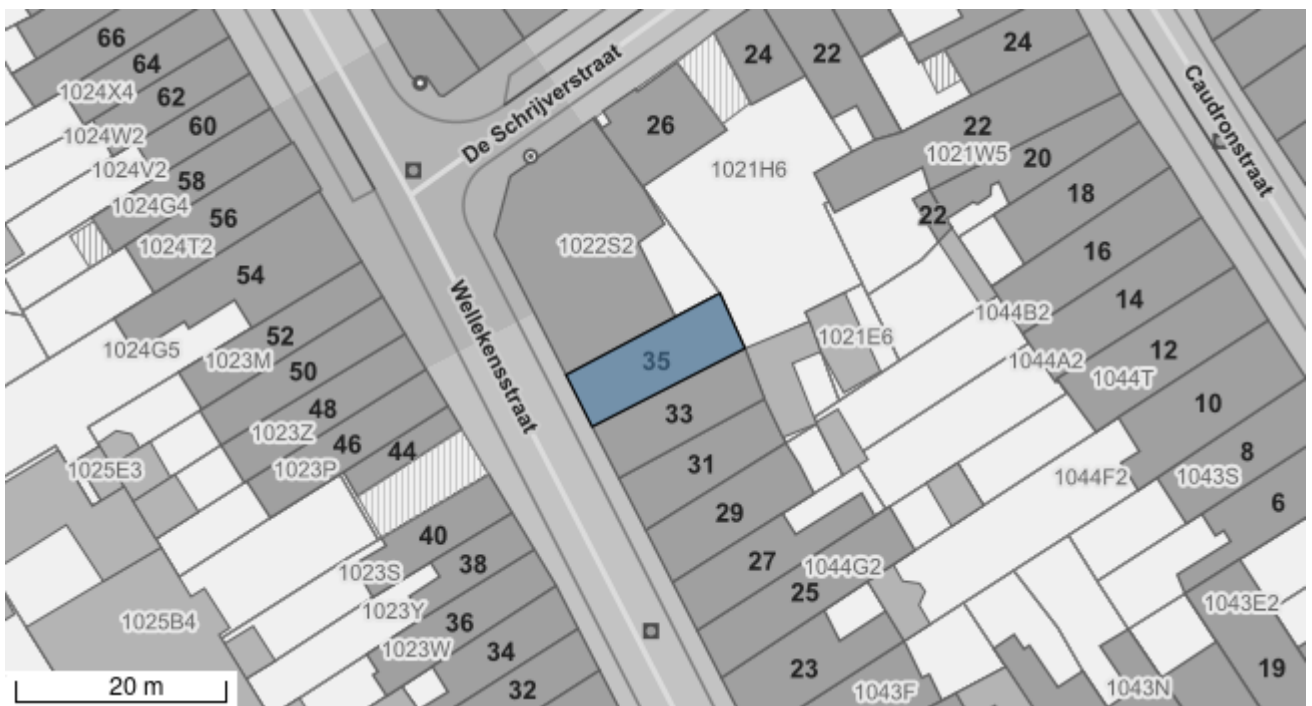 66
64
1024X4
62
1024W2
60
1024V2
58
1024G4
56
1024T2
54
52
1024G5
1023M
50
48
1023Z
46
44
1023P
1025E3
40
1023S
38
1023Y
36
1025B4
1023W
34
32
20 m
De Schrijverstraat
Wellekensstraat
24
22
26
1021H6
1022S2
35
33
31
29
27
25
1044G2
23
1043F
24
Caudronstraat
22
1021W5
20
22
18
16
1044B2
14
1021E6
1044A2
12
1044T
10
8
1044F2
1043S
6
1043E2
19
1043N